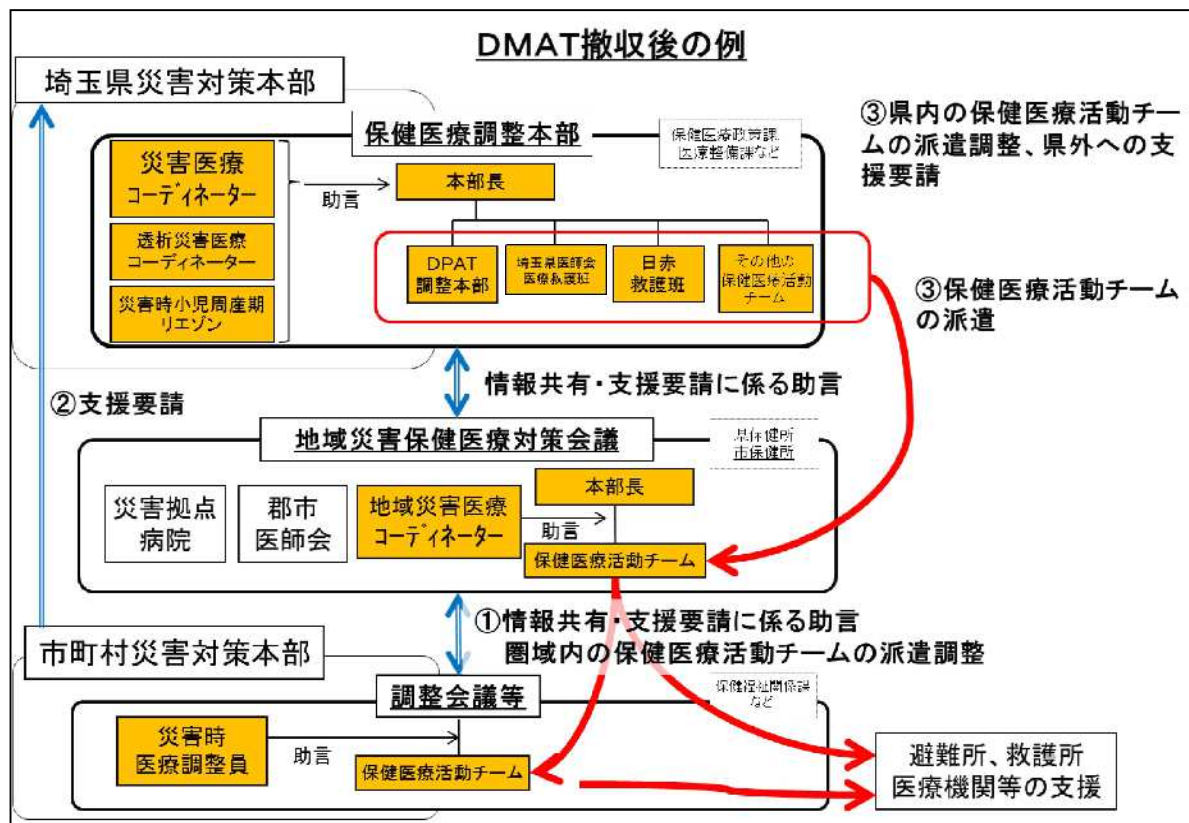 DMAT撤収後の例
埼玉県災害対策本部
保健医療調整本部
保健医療政策課
医療整備課など
③県内の保健医療活動チー
ムの派遣調整、県外への支
援要請
災害医療
コーディネーター
透析災害医療
コーディネーター
災害時小児周産期
リエゾン
助言
本部長
DPAT
調整本部
埼玉県医師会
医療救護班
日赤
救護班
その他の
保健医療活動
チーム
③保健医療活動チーム
の派遣
情報共有・支援要請に係る助言
②支援要請
地域災害保健医療対策会議
県保健所
市保健所
災害拠点
病院
郡市
医師会
地域災害医療
コーディネーター
助言
本部長
保健医療活動チーム
①情報共有・支援要請に係る助言
圏域内の保健医療活動チームの派遣調整
市町村災害対策本部
調整会議等
保健福祉関係課
など
災害時
医療調整員
助言
保健医療活動チーム
避難所、救護所
医療機関等の支援